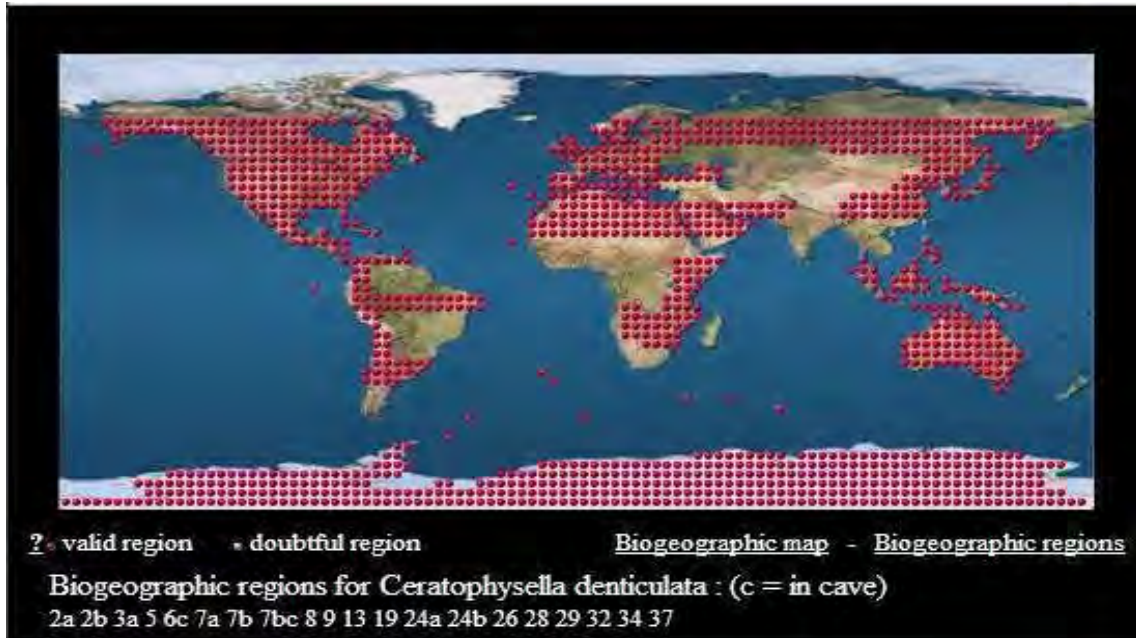 ? valid region doubtful region Biogeographic map - Biogeographic regions
Biogeographic regions for Ceratophysella denticulata : (c = in cave)
2a 2b 3a 5 6c 7a 7b 7bc 8 9 13 19 24a 24b 26 28 29 32 34 37